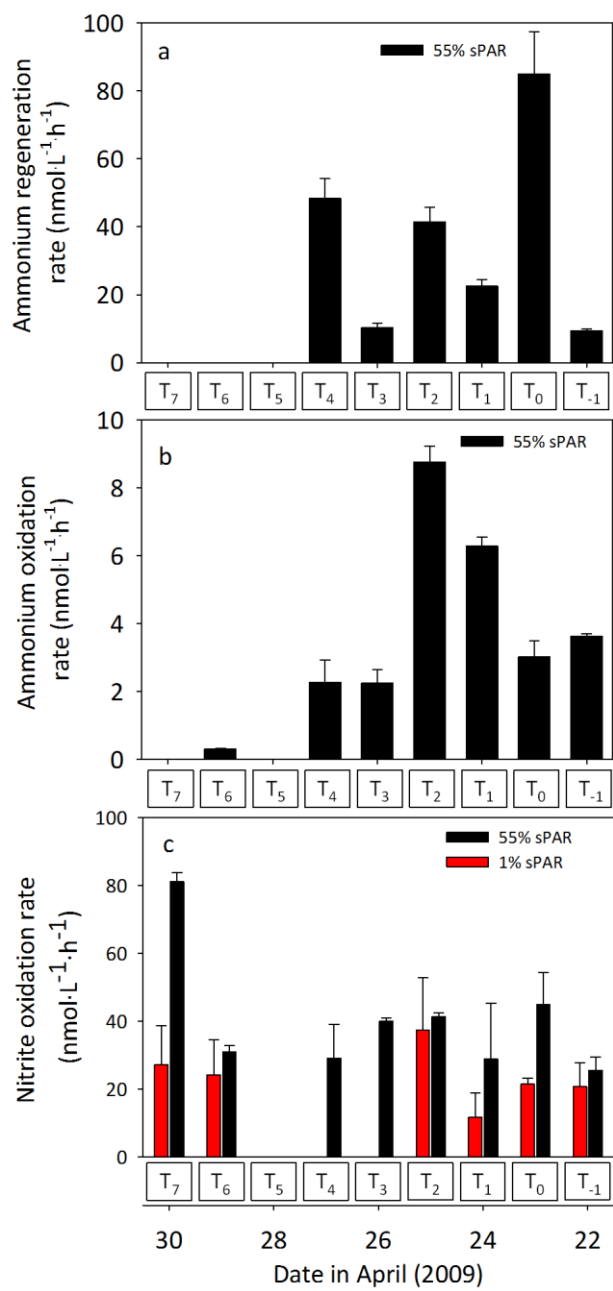 Ammonium regeneration
rate (nmol·L⁻¹·h⁻¹)
100
80
60
40
20
0
a
55% sPAR
T₇ T₆ T₅ T₄ T₃ T₂ T₁ T₀ T₋₁
Ammonium oxidation
rate (nmol·L⁻¹·h⁻¹)
10
8
6
4
2
0
b
55% sPAR
T₇ T₆ T₅ T₄ T₃ T₂ T₁ T₀ T₋₁
Nitrite oxidation rate
(nmol·L⁻¹·h⁻¹)
100
80
60
40
20
0
c
55% sPAR
1% sPAR
T₇ T₆ T₅ T₄ T₃ T₂ T₁ T₀ T₋₁
30 28 26 24 22
Date in April (2009)